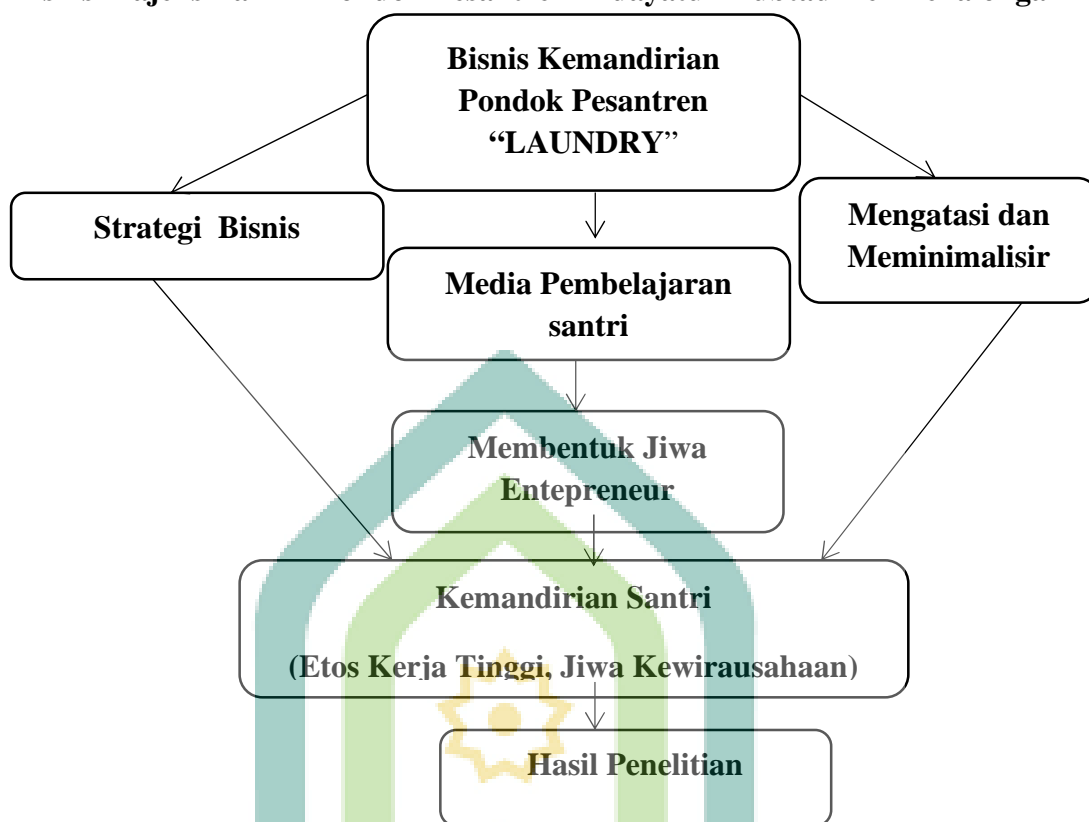 Bisnis Kemandirian
Pondok Pesantren
“LAUNDRY”
Strategi Bisnis
Media Pembelajaran
santri
Mengatasi dan
Meminimalisir
Membentuk Jiwa
Entepreneur
Kemandirian Santri
(Etos Kerja Tinggi, Jiwa Kewirausahaan)
Hasil Penelitian